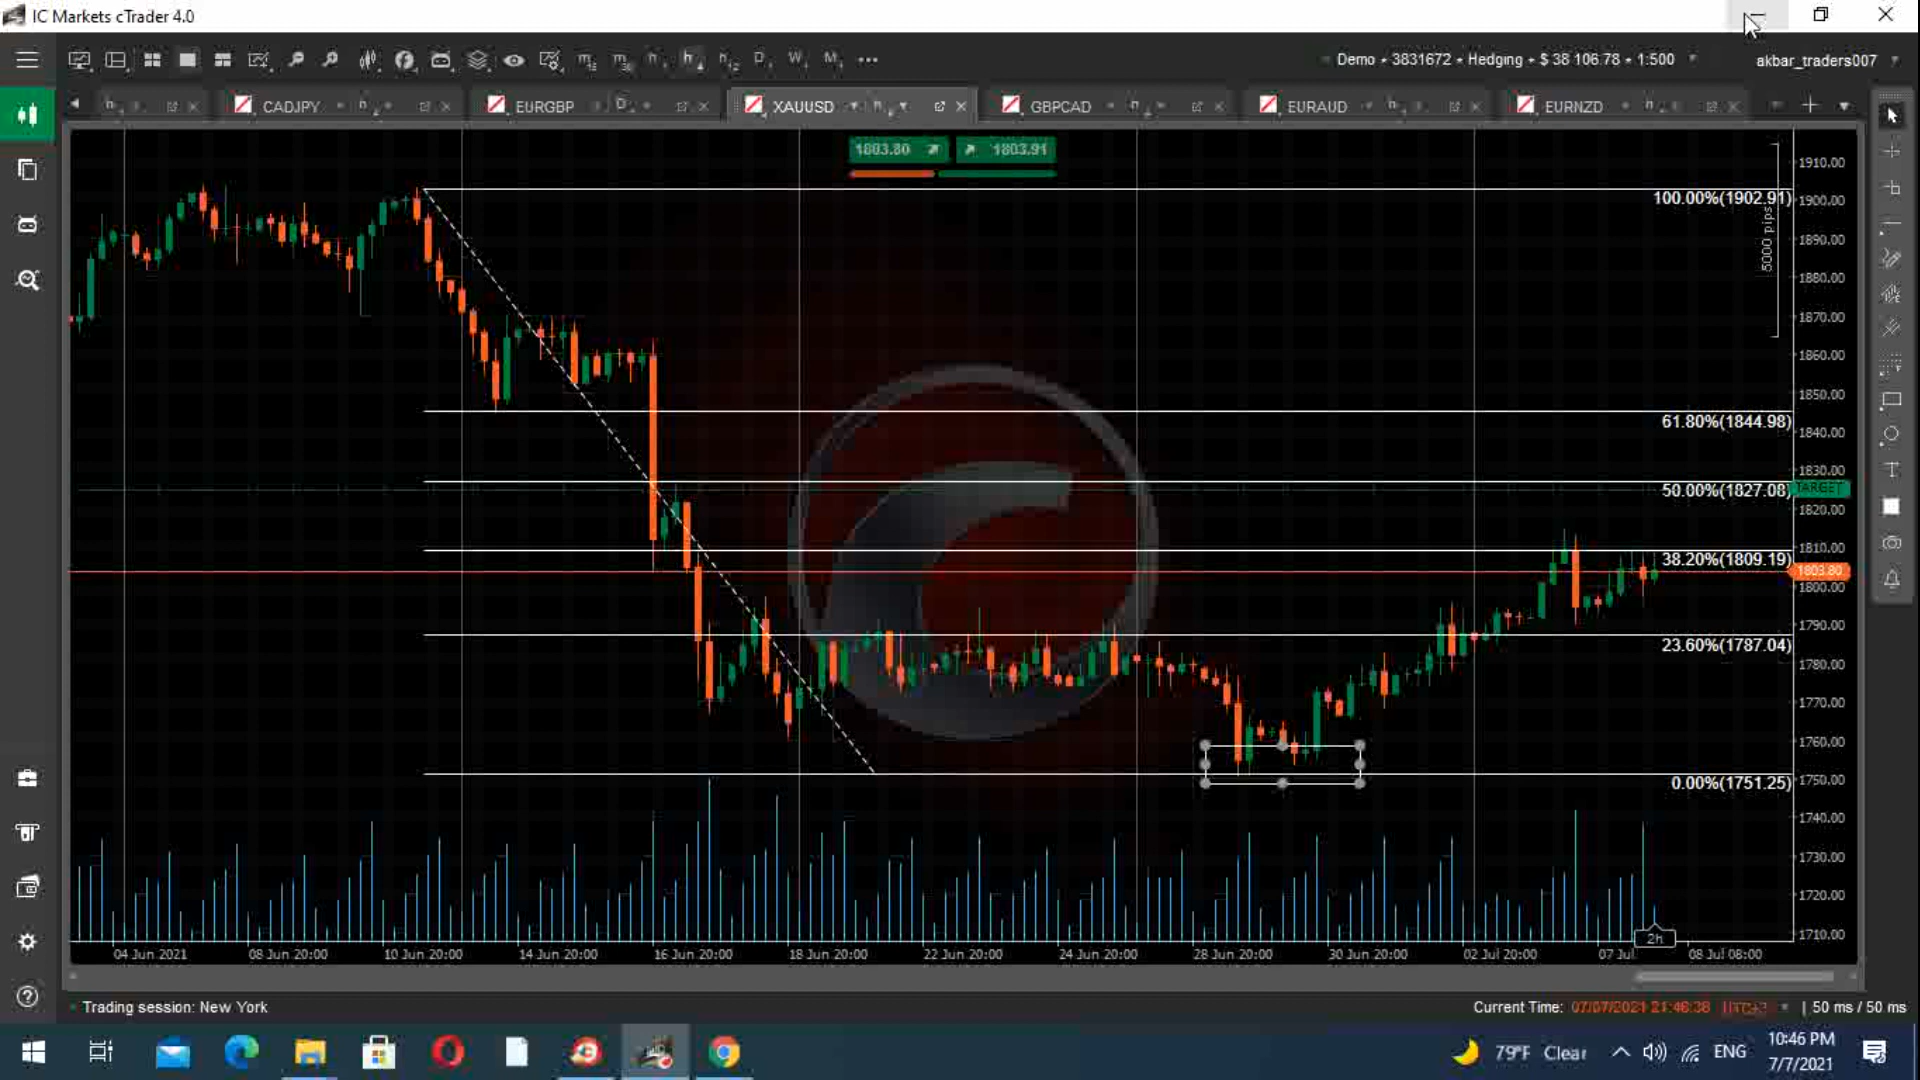 IC Markets cTrader 4.0
Demo • 3831672 • Hedging • $ 38 106.78 • 1:500
akbar_traders007
CADJPY
EURGBP
XAUUSD
GBPCAD
EURAUD
EURNZD
1803.80
1803.91
1910.00
100.00%(1902.91)
1900.00
5000 pips
1890.00
1880.00
1870.00
1860.00
1850.00
61.80%(1844.98)
1840.00
1830.00
50.00%(1827.08)
TARGET
1820.00
1810.00
38.20%(1809.19)
1803.80
1800.00
1790.00
23.60%(1787.04)
1780.00
1770.00
1760.00
0.00%(1751.25)
1750.00
1740.00
1730.00
1720.00
1710.00
2h
04 Jun 2021
08 Jun 20:00
10 Jun 20:00
14 Jun 20:00
16 Jun 20:00
18 Jun 20:00
22 Jun 20:00
24 Jun 20:00
28 Jun 20:00
30 Jun 20:00
02 Jul 20:00
07 Jul
08 Jul 08:00
Trading session: New York
Current Time: 07/07/2021 21:46:38
| 50 ms / 50 ms
79°F Clear
ENG
10:46 PM
7/7/2021